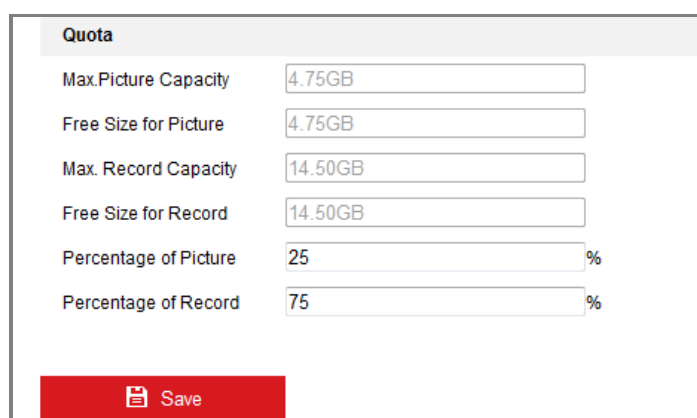 Quota
Max.Picture Capacity 4.75GB
Free Size for Picture 4.75GB
Max. Record Capacity 14.50GB
Free Size for Record 14.50GB
Percentage of Picture 25 %
Percentage of Record 75 %
Save